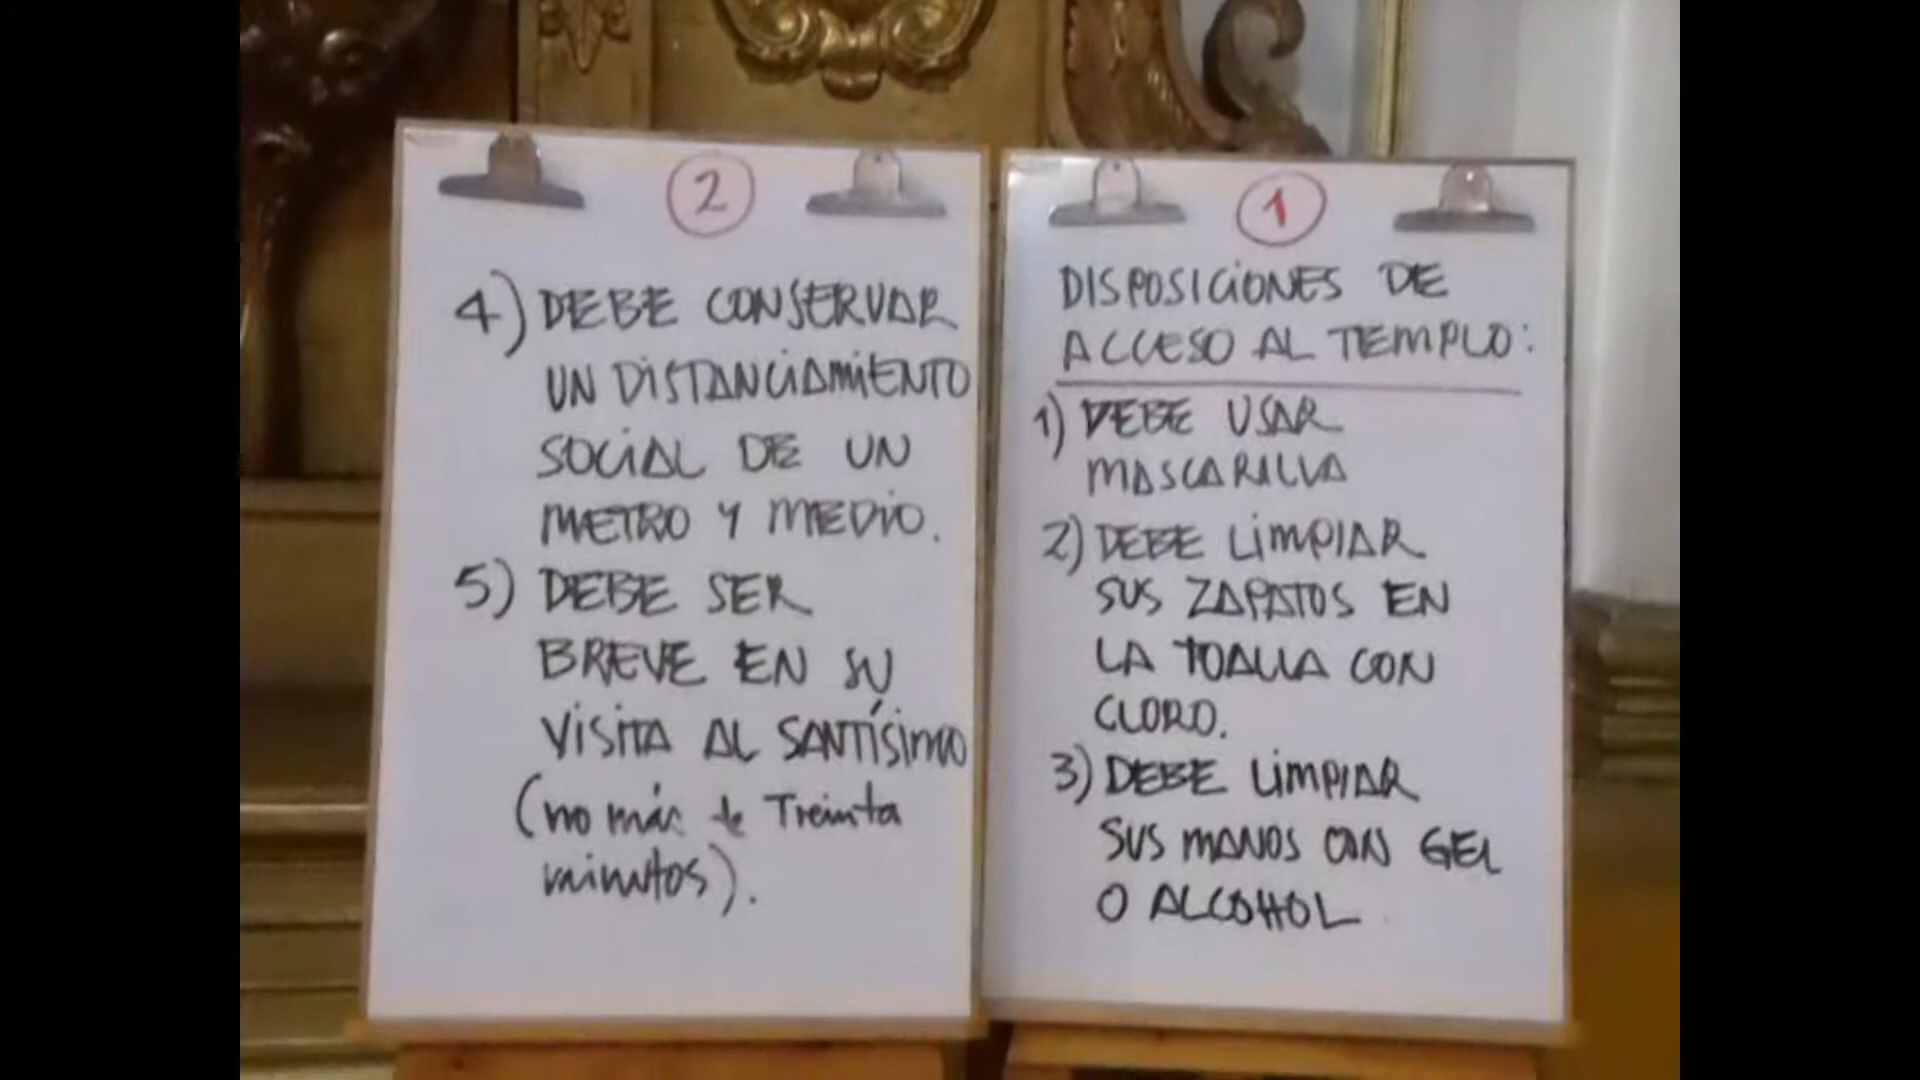 1
DISPOSICIONES DE
ACCESO AL TEMPLO:
1) DEBE USAR
MASCARILLA
2) DEBE LIMPIAR
SUS ZAPATOS EN
LA TOALLA CON
CLORO.
3) DEBE LIMPIAR
SUS MANOS CON GEL
O ALCOHOL
2
4) DEBE CONSERVAR
UN DISTANCIAMIENTO
SOCIAL DE UN
METRO Y MEDIO.
5) DEBE SER
BREVE EN SU
VISITA AL SANTÍSIMO
(no más de Treinta
minutos).